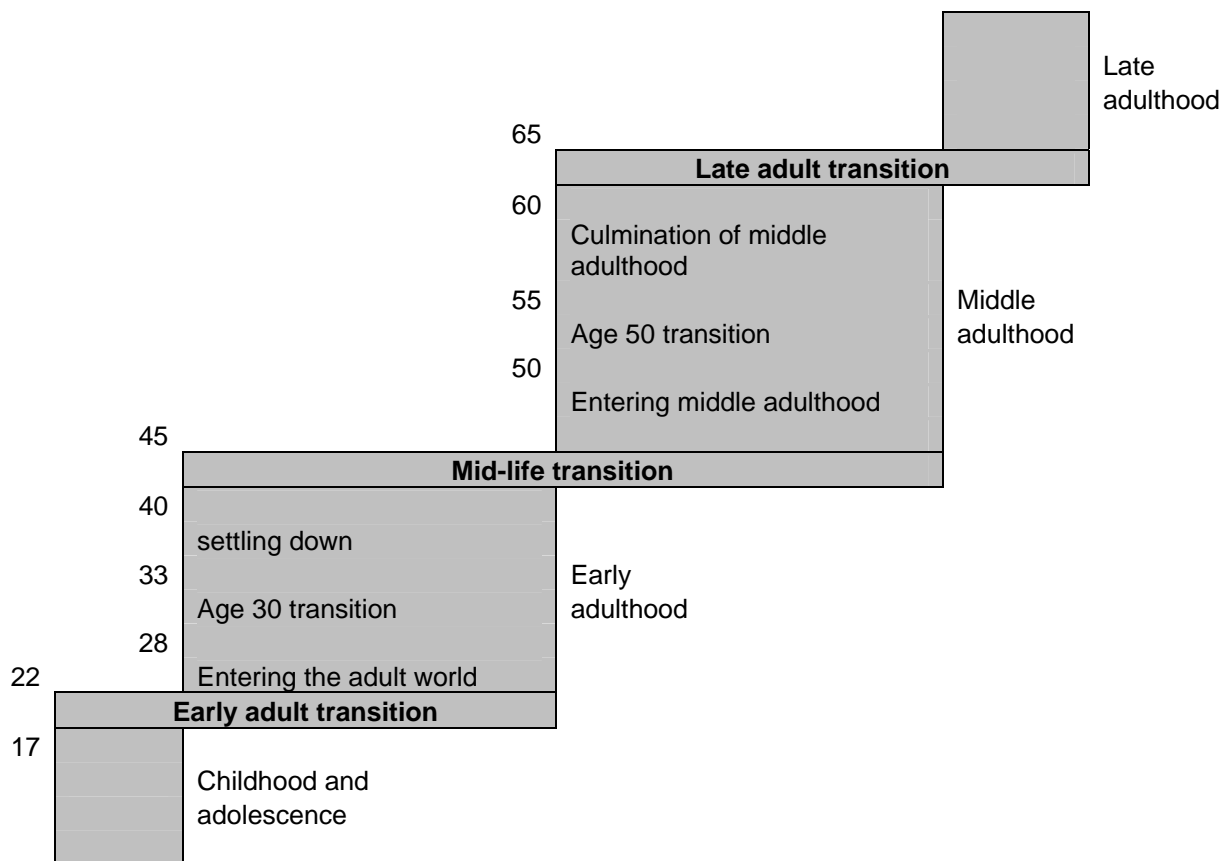 Late
adulthood
65
Late adult transition
60
Culmination of middle
adulthood
55
Middle
adulthood
Age 50 transition
50
Entering middle adulthood
45
Mid-life transition
40
settling down
33
Early
adulthood
Age 30 transition
28
Entering the adult world
22
Early adult transition
17
Childhood and
adolescence